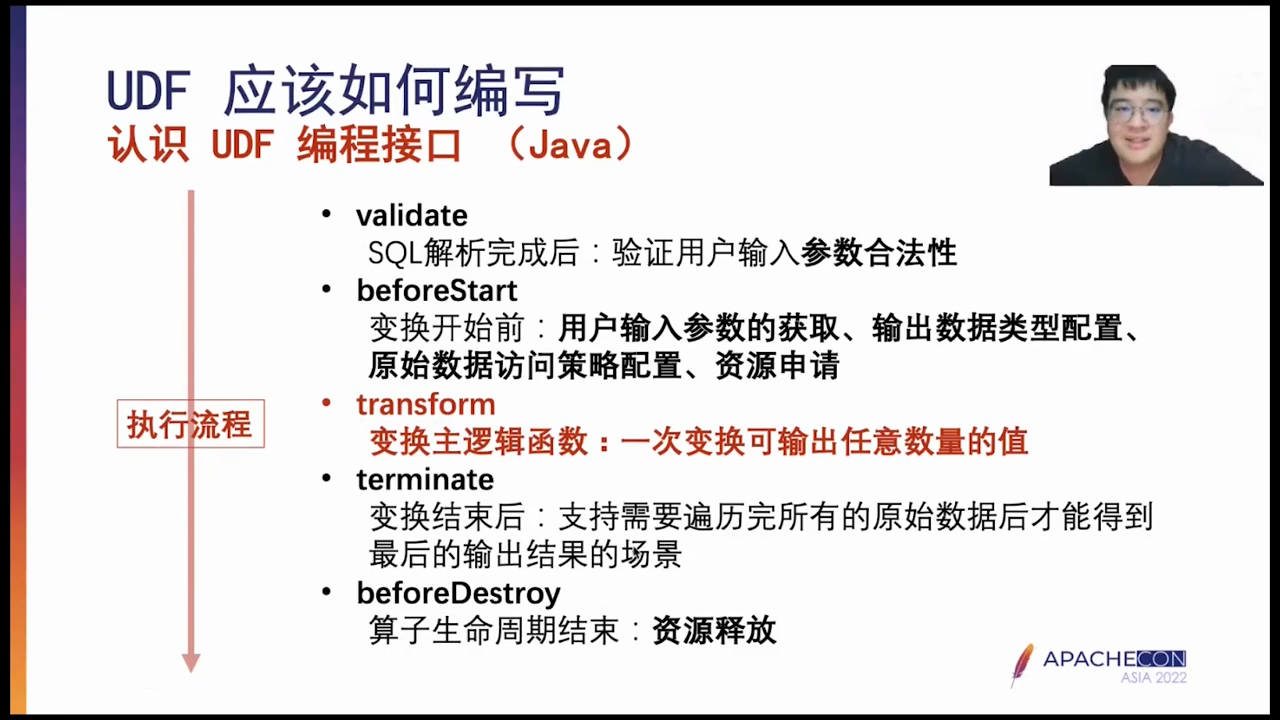 UDF 应该如何编写
认识 UDF 编程接口 （Java）
执行流程
• validate
SQL解析完成后：验证用户输入参数合法性
• beforeStart
变换开始前：用户输入参数的获取、输出数据类型配置、
原始数据访问策略配置、资源申请
• transform
变换主逻辑函数：一次变换可输出任意数量的值
• terminate
变换结束后：支持需要遍历完所有的原始数据后才能得到
最后的输出结果的场景
• beforeDestroy
算子生命周期结束：资源释放
APACHECON
ASIA 2022